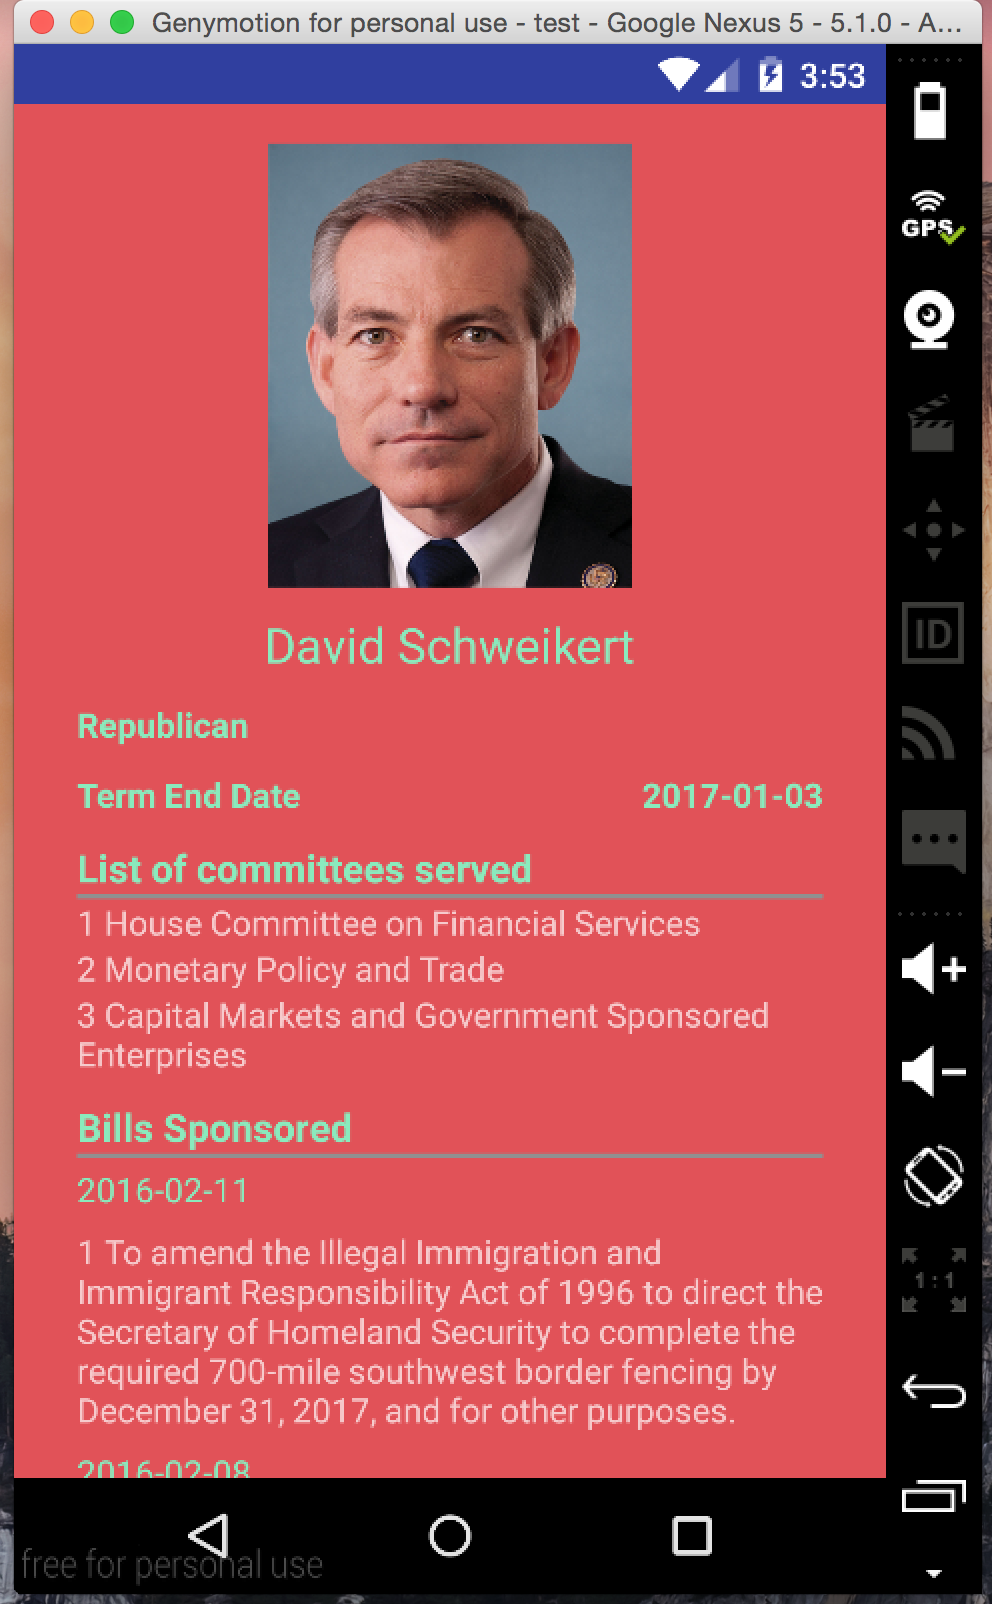 Genymotion for personal use - test - Google Nexus 5 - 5.1.0 - A...
3:53
GPS
David Schweikert
ID
Republican
Term End Date 2017-01-03
List of committees served
1 House Committee on Financial Services
2 Monetary Policy and Trade
3 Capital Markets and Government Sponsored
Enterprises
Bills Sponsored
2016-02-11
1 To amend the Illegal Immigration and
Immigrant Responsibility Act of 1996 to direct the
Secretary of Homeland Security to complete the
required 700-mile southwest border fencing by
December 31, 2017, and for other purposes.
1:1
2016-02-08
free for personal use